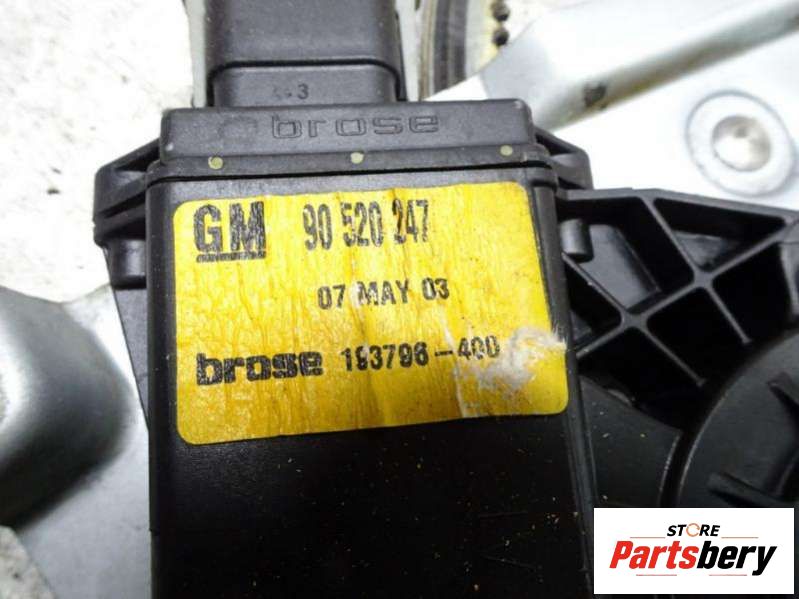 brose
GM 90 520 247
07 MAY 03
brose 193796-400
STORE
Partsbery